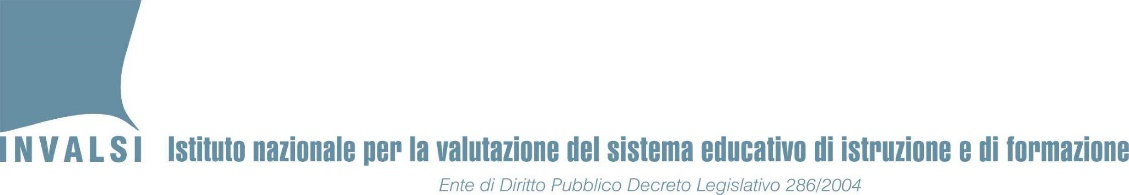 INVALSI Istituto nazionale per la valutazione del sistema educativo di istruzione e di formazione
Ente di Diritto Pubblico Decreto Legislativo 286/2004